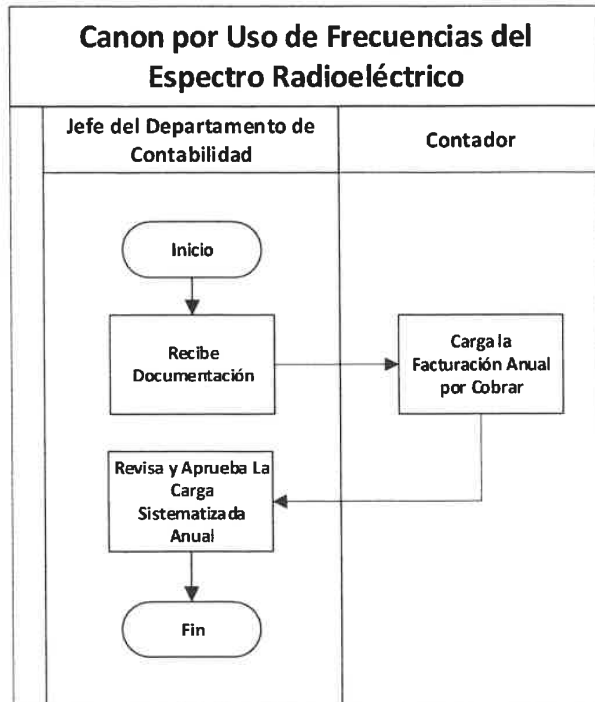 Canon por Uso de Frecuencias del
Espectro Radioeléctrico
Jefe del Departamento de
Contabilidad
Contador
Inicio
Recibe
Documentación
Carga la
Facturación Anual
por Cobrar
Revisa y Aprueba La
Carga
Sistematizada
Anual
Fin